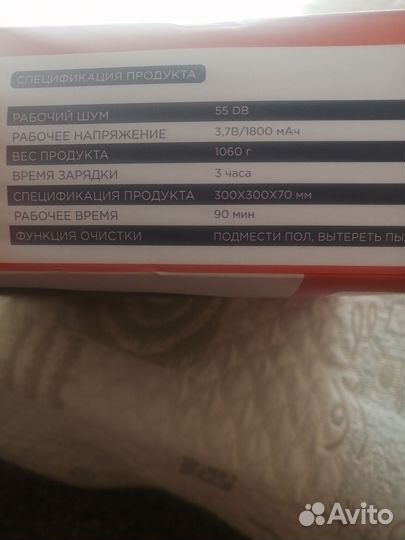 СПЕЦИФИКАЦИЯ ПРОДУКТА
РАБОЧИЙ ШУМ 55 DB
РАБОЧЕЕ НАПРЯЖЕНИЕ 3,7В/1800 мАч
ВЕС ПРОДУКТА 1060 г
ВРЕМЯ ЗАРЯДКИ 3 часа
СПЕЦИФИКАЦИЯ ПРОДУКТА 300X300X70 мм
РАБОЧЕЕ ВРЕМЯ 90 мин
ФУНКЦИЯ ОЧИСТКИ ПОДМЕСТИ ПОЛ, ВЫТЕРЕТЬ ПЫ
Avito